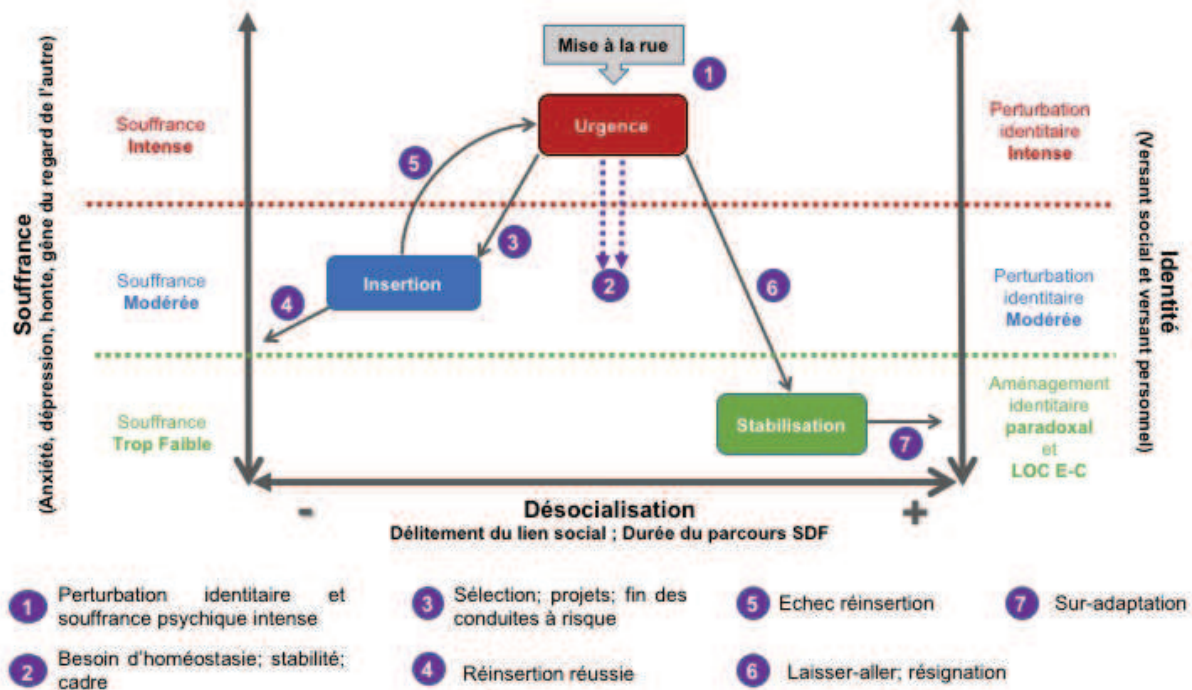 Mise à la rue
1
Souffrance
Intense
Urgence
Perturbation
identitaire
Intense
5
3
2
Souffrance
Modérée
Insertion
4
6
Perturbation
identitaire
Modérée
Souffrance
(Anxiété, dépression, honte, gêne du regard de l'autre)
Identité
(Versant social et versant personnel)
Souffrance
Trop Faible
Stabilisation
7
Aménagement
identitaire
paradoxal
et
LOC E-C
-
Désocialisation
+
Délitement du lien social ; Durée du parcours SDF
1 Perturbation identitaire et
souffrance psychique intense
3 Sélection; projets; fin des
conduites à risque
5 Echec réinsertion
7 Sur-adaptation
2 Besoin d'homéostasie; stabilité;
cadre
4 Réinsertion réussie
6 Laisser-aller; résignation